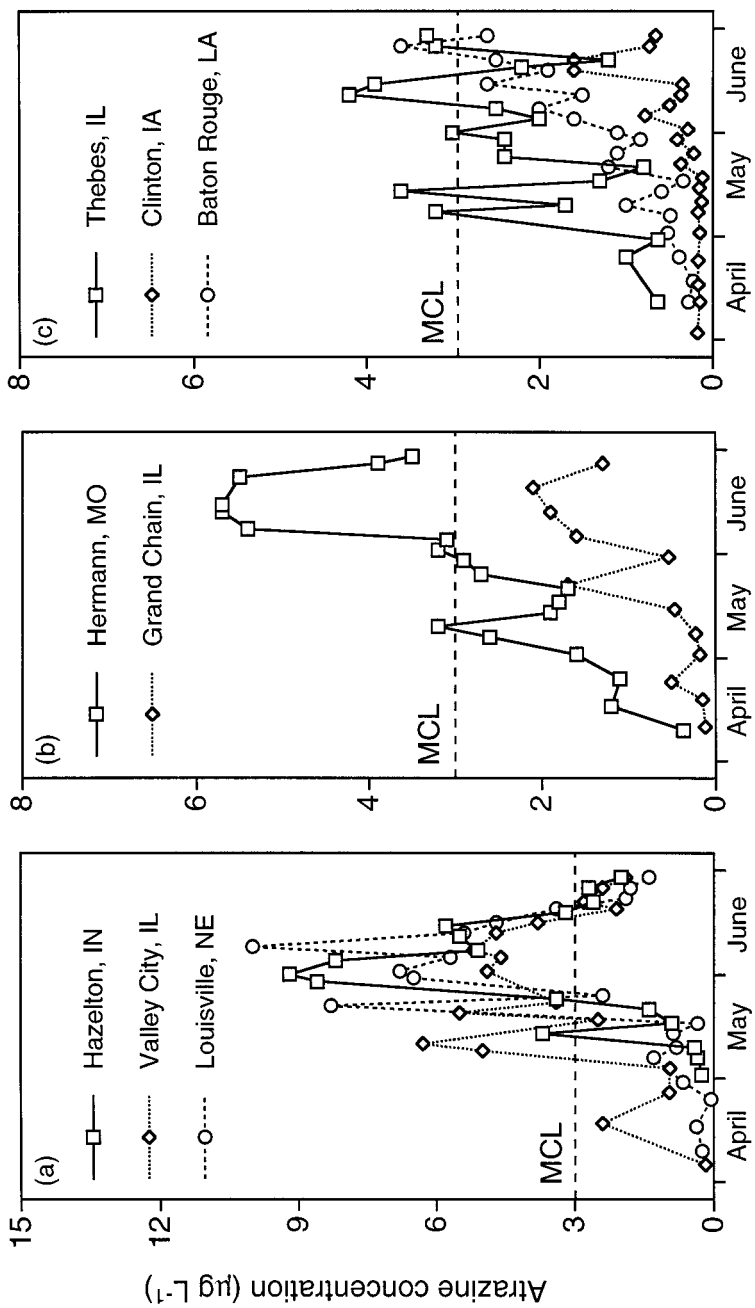 Atrazine concentration (µg L⁻¹)
(a)
Hazelton, IN
Valley City, IL
Louisville, NE
MCL
15
12
9
6
3
0
April May June
(b)
Hermann, MO
Grand Chain, IL
MCL
8
6
4
2
0
April May June
(c)
Thebes, IL
Clinton, IA
Baton Rouge, LA
MCL
8
6
4
2
0
April May June